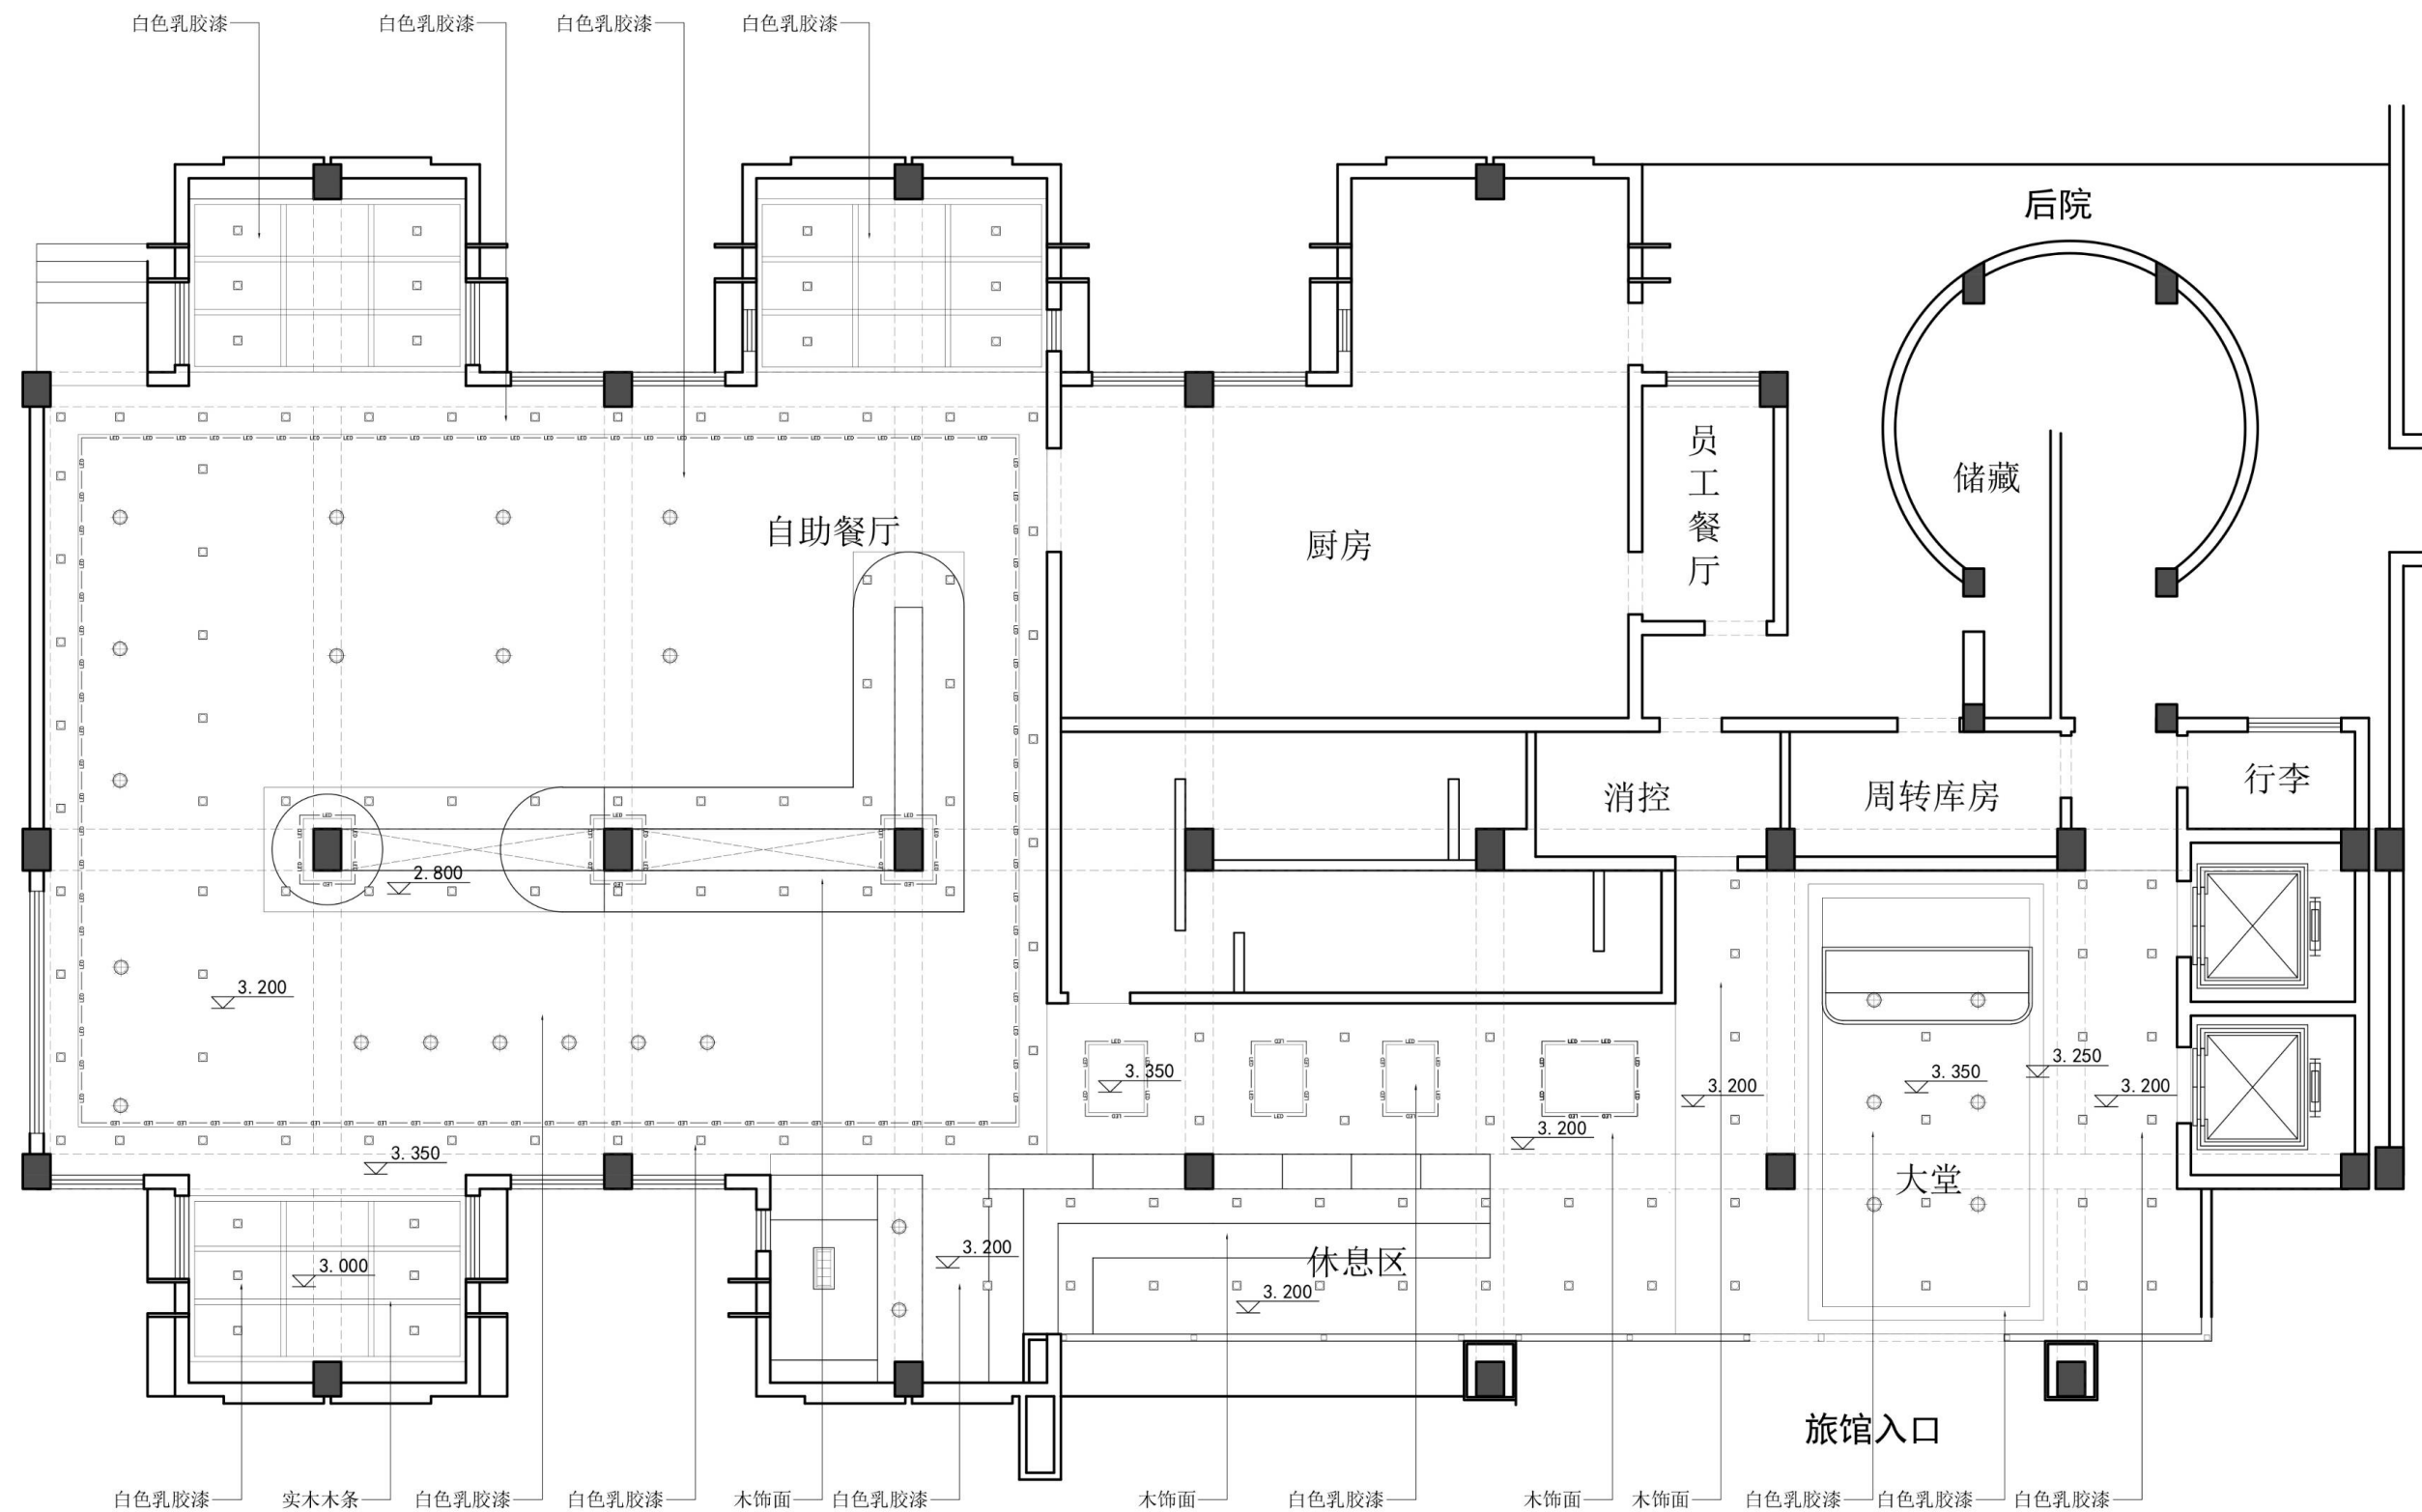 白色乳胶漆
白色乳胶漆
白色乳胶漆
白色乳胶漆
后院
员工餐厅
储藏
自助餐厅
厨房
消控
周转库房
行李
2.800
3.200
3.350
3.350
3.250
3.350
3.200
3.200
3.200
3.350
大堂
3.200
休息区
3.000
3.200
旅馆入口
白色乳胶漆
实木木条
白色乳胶漆
白色乳胶漆
木饰面
白色乳胶漆
木饰面
白色乳胶漆
木饰面
木饰面
白色乳胶漆
白色乳胶漆
白色乳胶漆